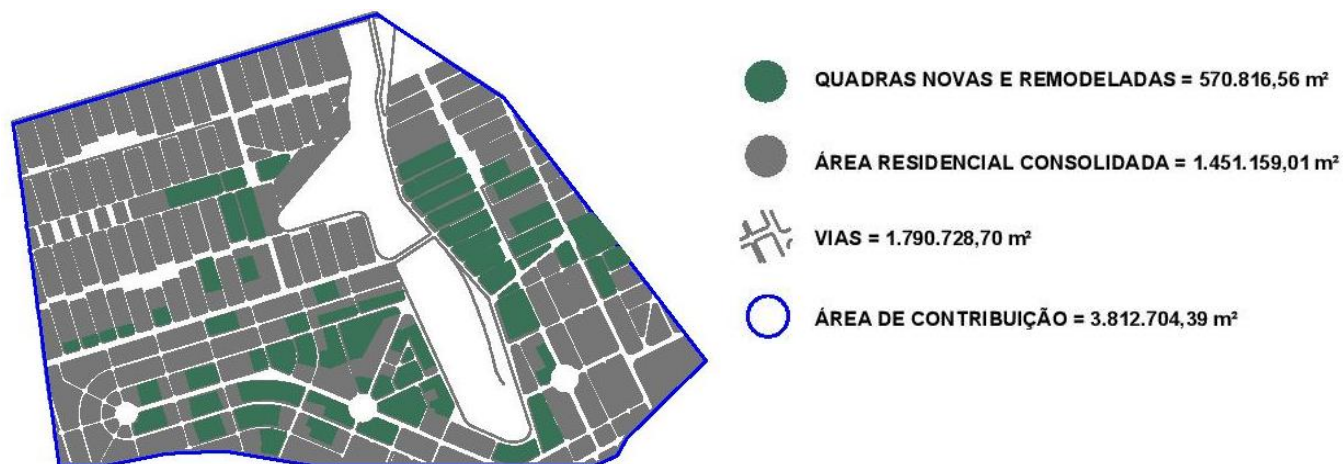 QUADRAS NOVAS E REMODELADAS = 570.816,56 m²
ÁREA RESIDENCIAL CONSOLIDADA = 1.451.159,01 m²
VIAS = 1.790.728,70 m²
ÁREA DE CONTRIBUIÇÃO = 3.812.704,39 m²